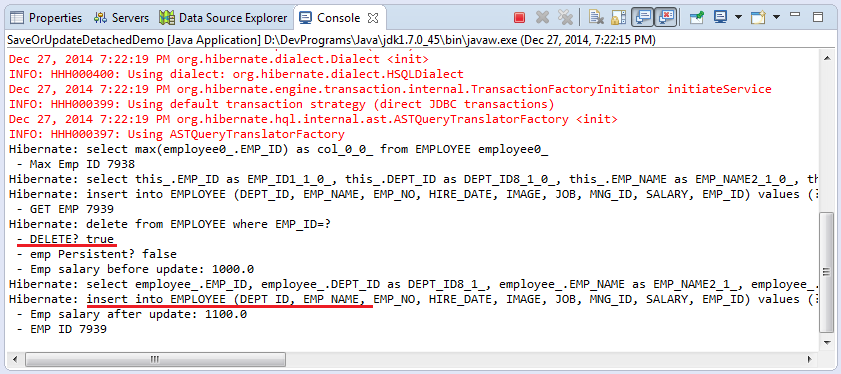 Properties Servers Data Source Explorer Console
SaveOrUpdateDetachedDemo [Java Application] D:\DevPrograms\Java\jdk1.7.0_45\bin\javaw.exe (Dec 27, 2014, 7:22:15 PM)
Dec 27, 2014 7:22:19 PM org.hibernate.dialect.Dialect <init>
INFO: HHH000400: Using dialect: org.hibernate.dialect.HSQLDialect
Dec 27, 2014 7:22:19 PM org.hibernate.engine.transaction.internal.TransactionFactoryInitiator initiateService
INFO: HHH000399: Using default transaction strategy (direct JDBC transactions)
Dec 27, 2014 7:22:19 PM org.hibernate.hql.internal.ast.ASTQueryTranslatorFactory <init>
INFO: HHH000397: Using ASTQueryTranslatorFactory
Hibernate: select max(employee0_.EMP_ID) as col_0_0_ from EMPLOYEE employee0_
- Max Emp ID 7938
Hibernate: select this_.EMP_ID as EMP_ID1_1_0_, this_.DEPT_ID as DEPT_ID8_1_0_, this_.EMP_NAME as EMP_NAME2_1_0_, th
Hibernate: insert into EMPLOYEE (DEPT_ID, EMP_NAME, EMP_NO, HIRE_DATE, IMAGE, JOB, MNG_ID, SALARY, EMP_ID) values (?
- GET EMP 7939
Hibernate: delete from EMPLOYEE where EMP_ID=?
- DELETE? true
- emp Persistent? false
- Emp salary before update: 1000.0
Hibernate: select employee_.EMP_ID, employee_.DEPT_ID as DEPT_ID8_1_, employee_.EMP_NAME as EMP_NAME2_1_, employee_.
Hibernate: insert into EMPLOYEE (DEPT_ID, EMP_NAME, EMP_NO, HIRE_DATE, IMAGE, JOB, MNG_ID, SALARY, EMP_ID) values (?
- Emp salary after update: 1100.0
- EMP ID 7939